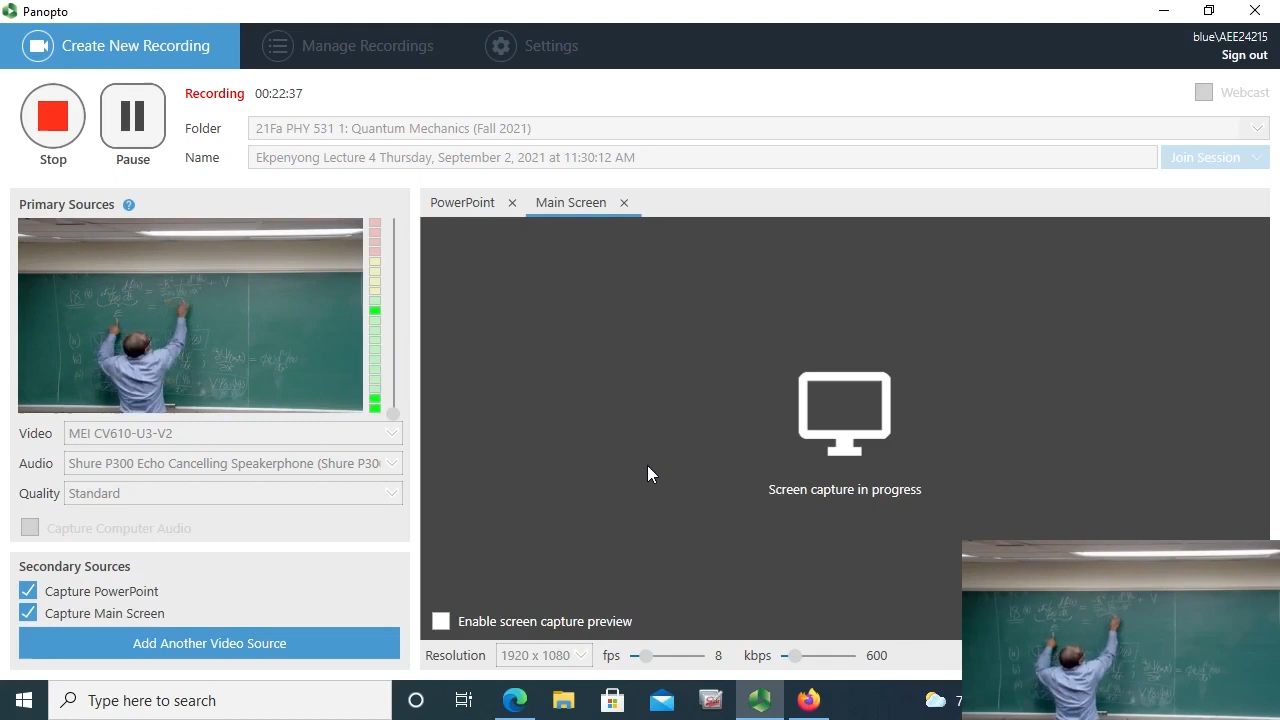 Panopto
Create New Recording
Manage Recordings
Settings
blue\AEE24215
Sign out
Recording 00:22:37
Webcast
Folder 21Fa PHY 531 1: Quantum Mechanics (Fall 2021)
Stop
Pause
Name Ekpenyong Lecture 4 Thursday, September 2, 2021 at 11:30:12 AM
Join Session
Primary Sources ?
PowerPoint
Main Screen
Video MEI CV610-U3-V2
Audio Shure P300 Echo Cancelling Speakerphone (Shure P30
Quality Standard
Capture Computer Audio
Screen capture in progress
Secondary Sources
Capture PowerPoint
Capture Main Screen
Add Another Video Source
Enable screen capture preview
Resolution 1920 x 1080 fps 8 kbps 600
Type here to search
7